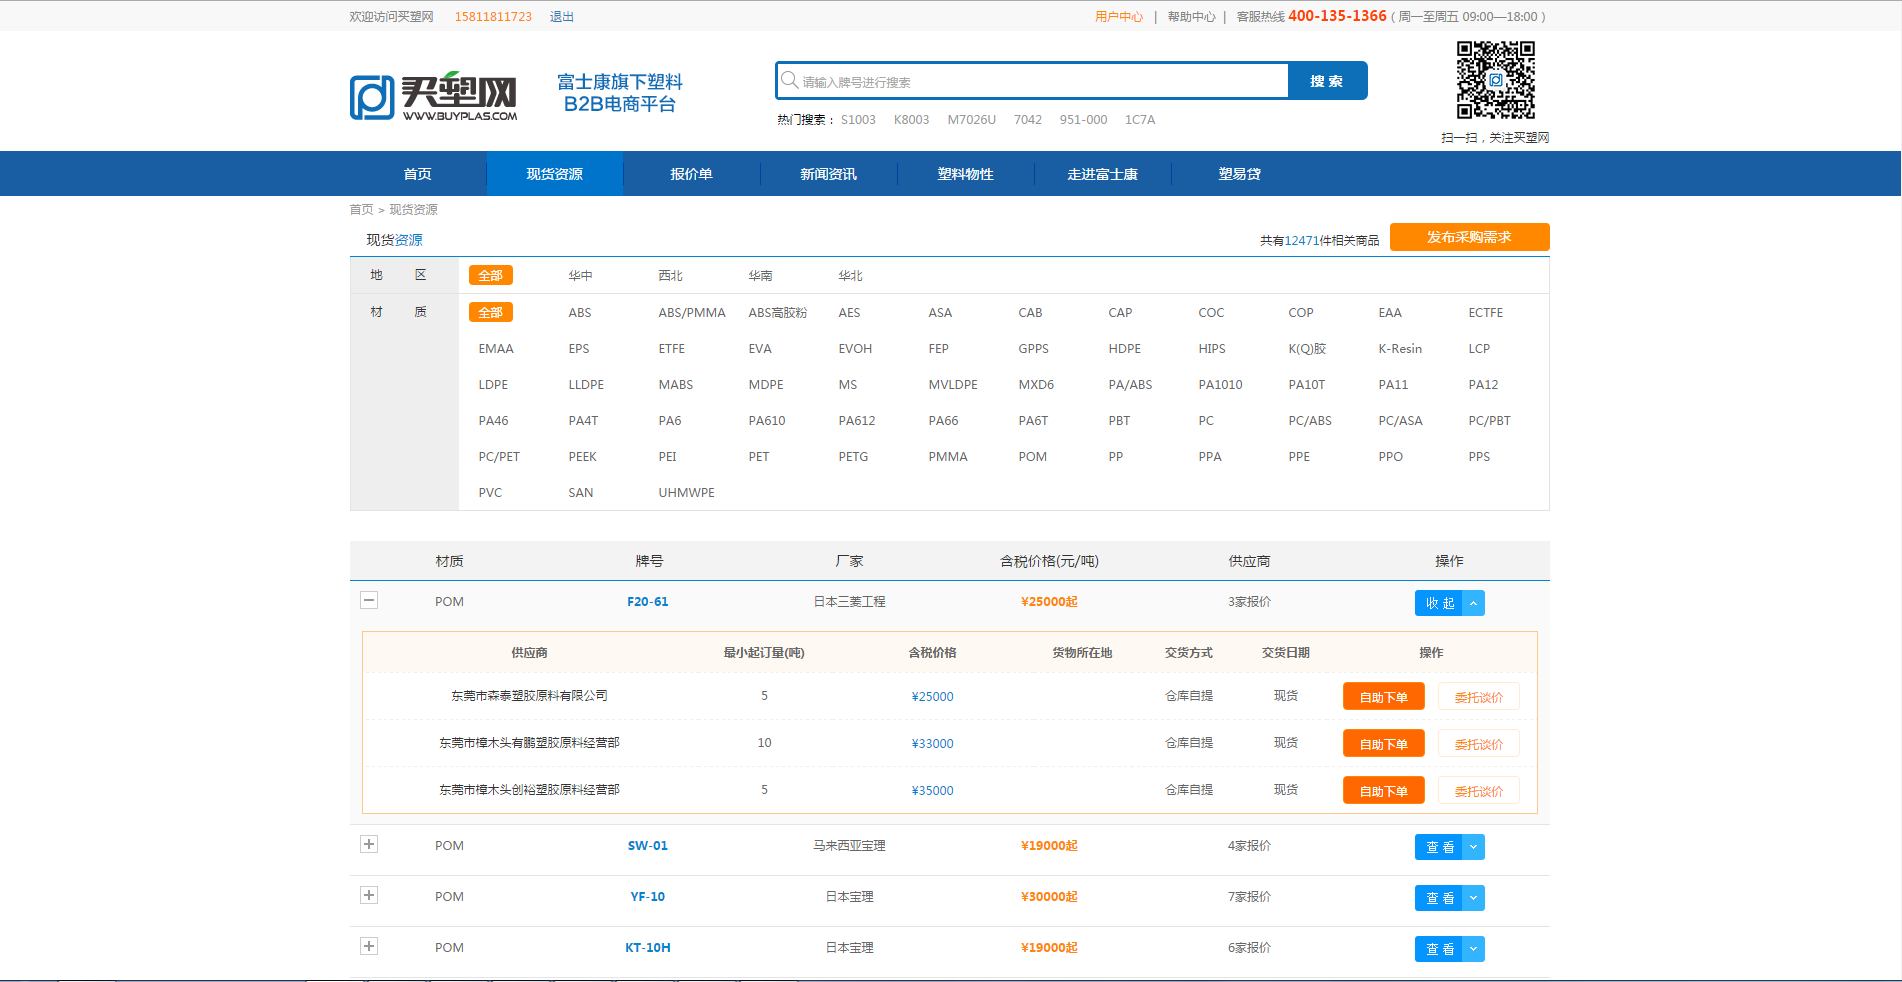 欢迎访问买塑网 15811811723 退出 用户中心 | 帮助中心 | 客服热线 400-135-1366 ( 周一至周五 09:00—18:00 )
买塑网
WWW.BUYPLAS.COM
富士康旗下塑料
B2B电商平台
请输入牌号进行搜索 搜 索
热门搜索： S1003 K8003 M7026U 7042 951-000 1C7A
扫一扫，关注买塑网
首页 现货资源 报价单 新闻资讯 塑料物性 走进富士康 塑易贷
首页 > 现货资源
现货资源 共有12471件相关商品 发布采购需求
地 区 全部 华中 西北 华南 华北
材 质 全部 ABS ABS/PMMA ABS高胶粉 AES ASA CAB CAP COC COP EAA ECTFE
EMAA EPS ETFE EVA EVOH FEP GPPS HDPE HIPS K(Q)胶 K-Resin LCP
LDPE LLDPE MABS MDPE MS MVLDPE MXD6 PA/ABS PA1010 PA10T PA11 PA12
PA46 PA4T PA6 PA610 PA612 PA66 PA6T PBT PC PC/ABS PC/ASA PC/PBT
PC/PET PEEK PEI PET PETG PMMA POM PP PPA PPE PPO PPS
PVC SAN UHMWPE
材质 牌号 厂家 含税价格(元/吨) 供应商 操作
POM F20-61 日本三菱工程 ¥25000起 3家报价 收 起
供应商 最小起订量(吨) 含税价格 货物所在地 交货方式 交货日期 操作
东莞市森泰塑胶原料有限公司 5 ¥25000 仓库自提 现货 自助下单 委托谈价
东莞市樟木头有鹏塑胶原料经营部 10 ¥33000 仓库自提 现货 自助下单 委托谈价
东莞市樟木头创裕塑胶原料经营部 5 ¥35000 仓库自提 现货 自助下单 委托谈价
POM SW-01 马来西亚宝理 ¥19000起 4家报价 查 看
POM YF-10 日本宝理 ¥30000起 7家报价 查 看
POM KT-10H 日本宝理 ¥19000起 6家报价 查 看